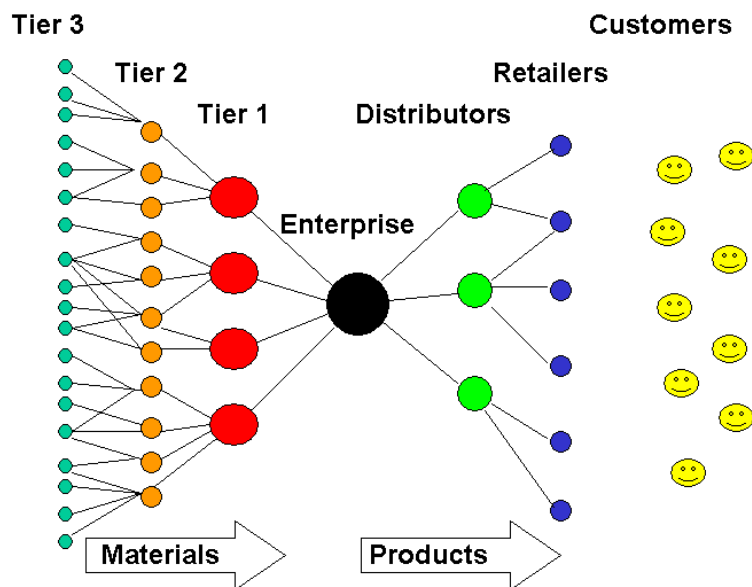 Tier 3
Tier 2
Tier 1
Enterprise
Distributors
Retailers
Customers
Materials
Products